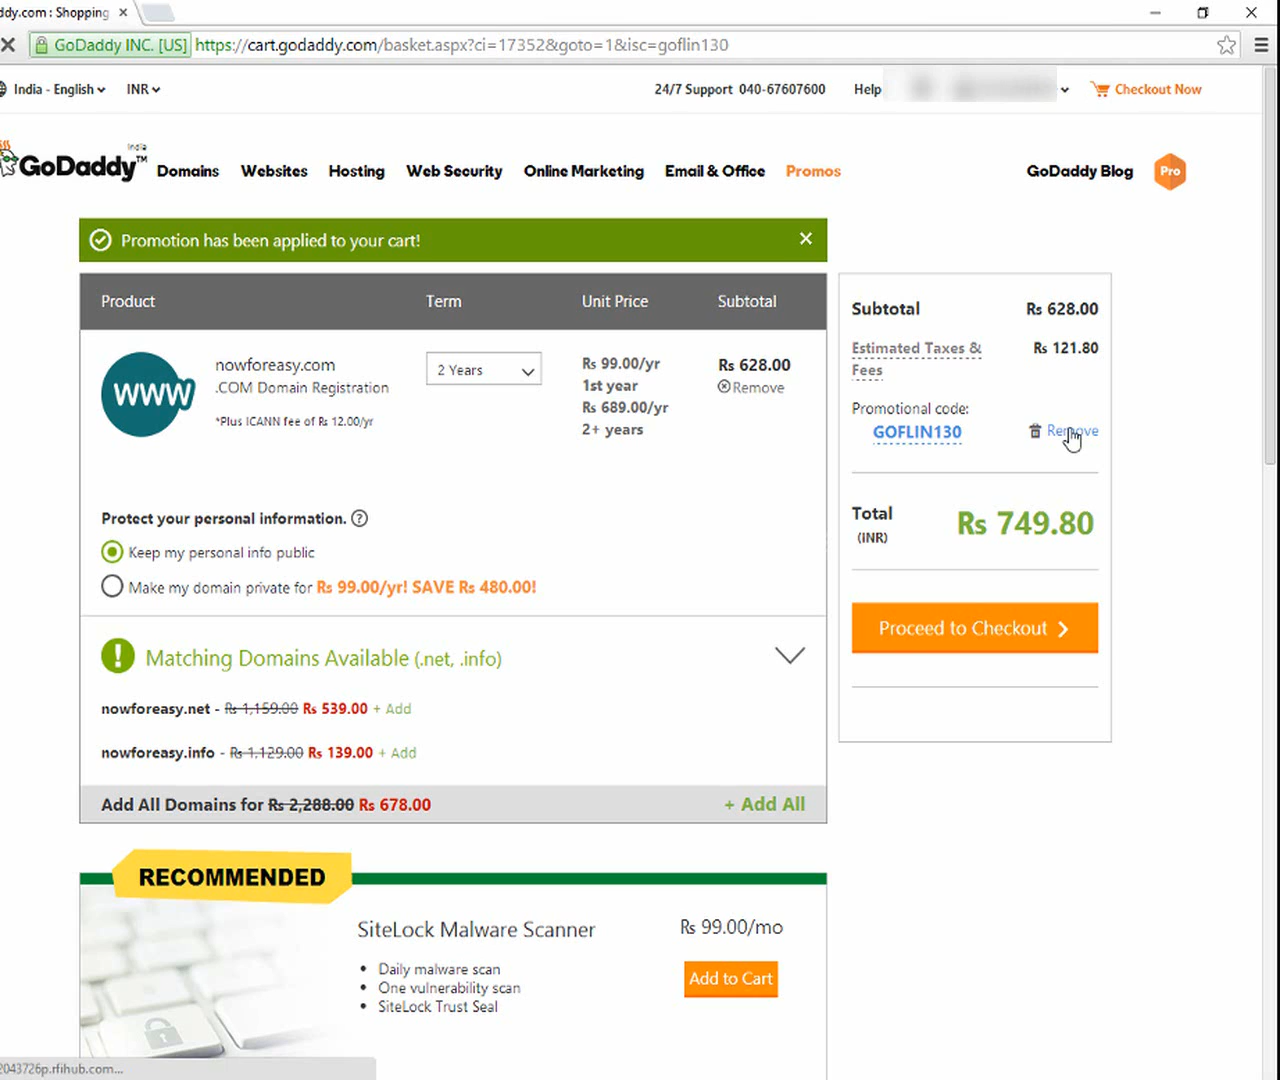 ddy.com : Shopping
GoDaddy INC. [US] https://cart.godaddy.com/basket.aspx?ci=17352&goto=1&isc=goflin130
India - English INR 24/7 Support 040-67607600 Help Checkout Now
India
GoDaddy™ Domains Websites Hosting Web Security Online Marketing Email & Office Promos GoDaddy Blog Pro
Promotion has been applied to your cart!
Product Term Unit Price Subtotal
nowforeasy.com
.COM Domain Registration
*Plus ICANN fee of ₨ 12.00/yr
WWW
2 Years
₨ 99.00/yr
1st year
₨ 689.00/yr
2+ years
₨ 628.00
Remove
Protect your personal information. ?
Keep my personal info public
Make my domain private for ₨ 99.00/yr! SAVE ₨ 480.00!
! Matching Domains Available (.net, .info)
nowforeasy.net - ₨ 1,159.00 ₨ 539.00 + Add
nowforeasy.info - ₨ 1,129.00 ₨ 139.00 + Add
Add All Domains for ₨ 2,288.00 ₨ 678.00 + Add All
Subtotal ₨ 628.00
Estimated Taxes & ₨ 121.80
Fees
Promotional code:
GOFLIN130 Remove
Total ₨ 749.80
(INR)
Proceed to Checkout
RECOMMENDED
SiteLock Malware Scanner ₨ 99.00/mo
• Daily malware scan
• One vulnerability scan
• SiteLock Trust Seal
Add to Cart
2043726p.rfihub.com...